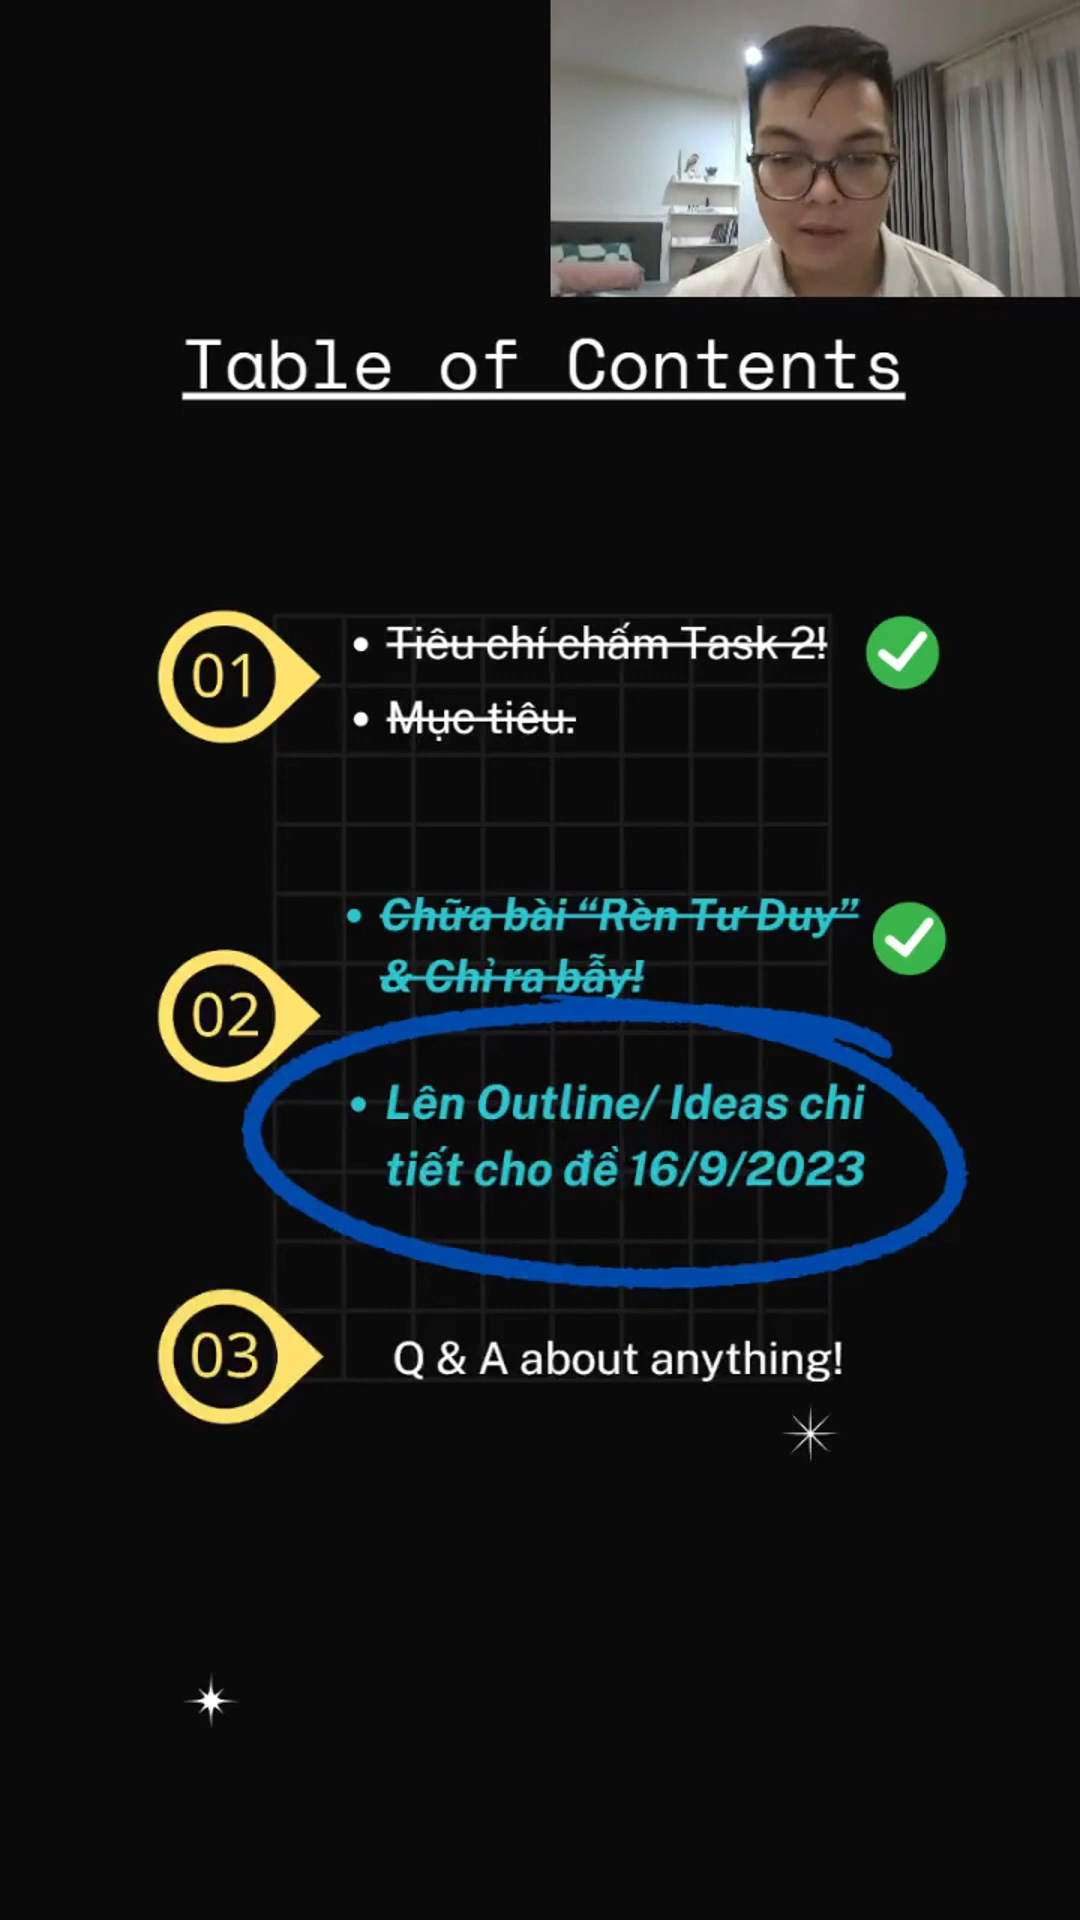 Table of Contents
01
• Tiêu chí chấm Task 2!
• Mục tiêu.
02
• Chữa bài “Rèn Tư Duy”
& Chỉ ra bẫy!
• Lên Outline/ Ideas chi
tiết cho đề 16/9/2023
03
Q & A about anything!